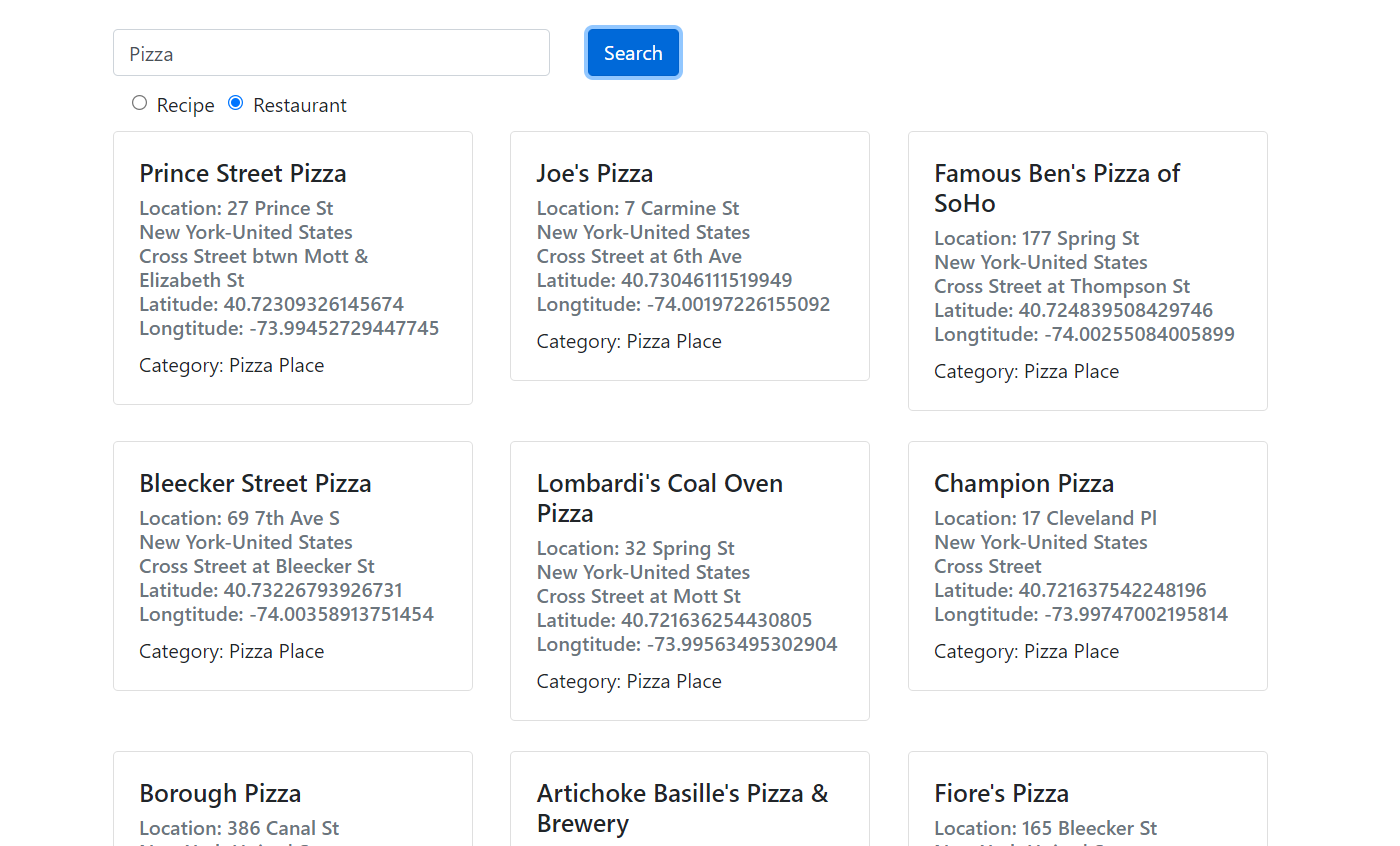 Pizza
Search
Recipe
Restaurant
Prince Street Pizza
Location: 27 Prince St
New York-United States
Cross Street btwn Mott &
Elizabeth St
Latitude: 40.72309326145674
Longtitude: -73.99452729447745
Category: Pizza Place
Joe's Pizza
Location: 7 Carmine St
New York-United States
Cross Street at 6th Ave
Latitude: 40.73046111519949
Longtitude: -74.00197226155092
Category: Pizza Place
Famous Ben's Pizza of
SoHo
Location: 177 Spring St
New York-United States
Cross Street at Thompson St
Latitude: 40.724839508429746
Longtitude: -74.00255084005899
Category: Pizza Place
Bleecker Street Pizza
Location: 69 7th Ave S
New York-United States
Cross Street at Bleecker St
Latitude: 40.73226793926731
Longtitude: -74.00358913751454
Category: Pizza Place
Lombardi's Coal Oven
Pizza
Location: 32 Spring St
New York-United States
Cross Street at Mott St
Latitude: 40.721636254430805
Longtitude: -73.99563495302904
Category: Pizza Place
Champion Pizza
Location: 17 Cleveland Pl
New York-United States
Cross Street
Latitude: 40.721637542248196
Longtitude: -73.99747002195814
Category: Pizza Place
Borough Pizza
Location: 386 Canal St
Artichoke Basille's Pizza &
Brewery
Fiore's Pizza
Location: 165 Bleecker St